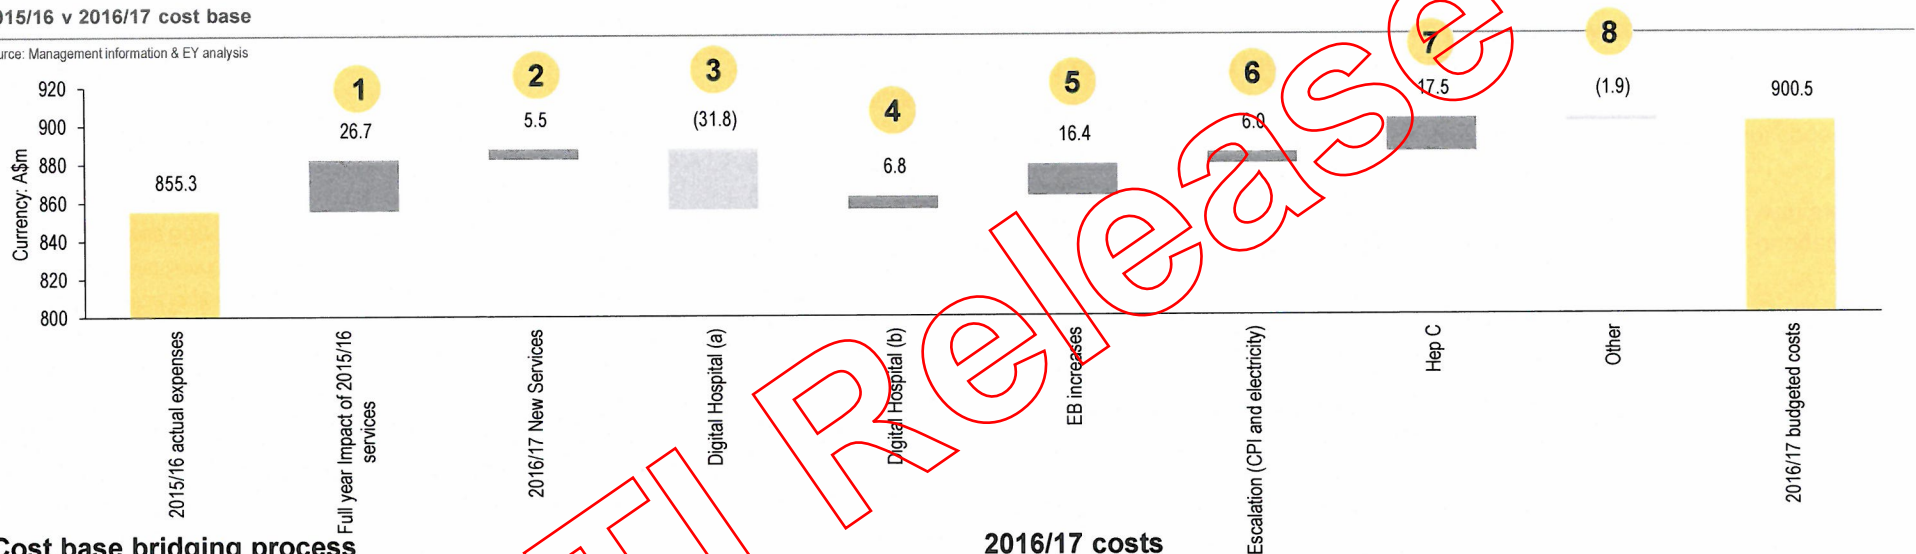 015/16 v 2016/17 cost base
urce: Management information & EY analysis
1 2 3 4 5 6 7 8
920
900
880
860
840
820
800
Currency: A$m
855.3
26.7
5.5
(31.8)
6.8
16.4
6.0
17.5
(1.9)
900.5
2015/16 actual expenses
Full year Impact of 2015/16
services
2016/17 New Services
Digital Hospital (a)
Digital Hospital (b)
EB increases
Escalation (CPI and electricity)
Hep C
Other
2016/17 budgeted costs
TI Release
Cost base bridging process
2016/17 costs